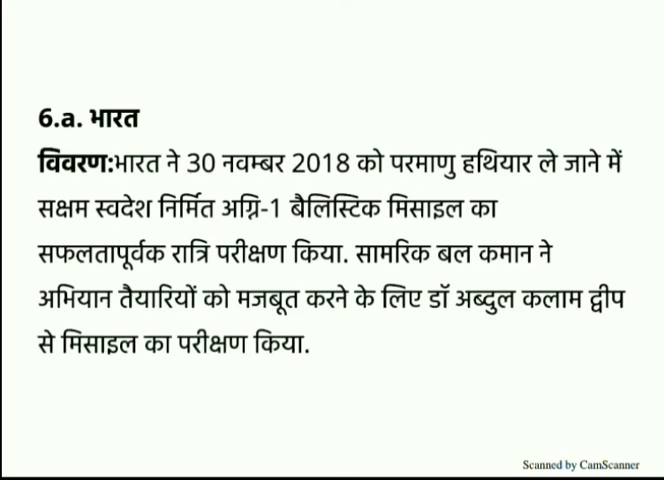 6.a. भारत
विवरण:भारत ने 30 नवम्बर 2018 को परमाणु हथियार ले जाने में
सक्षम स्वदेश निर्मित अग्नि-1 बैलिस्टिक मिसाइल का
सफलतापूर्वक रात्रि परीक्षण किया. सामरिक बल कमान ने
अभियान तैयारियों को मजबूत करने के लिए डॉ अब्दुल कलाम द्वीप
से मिसाइल का परीक्षण किया.
Scanned by CamScanner